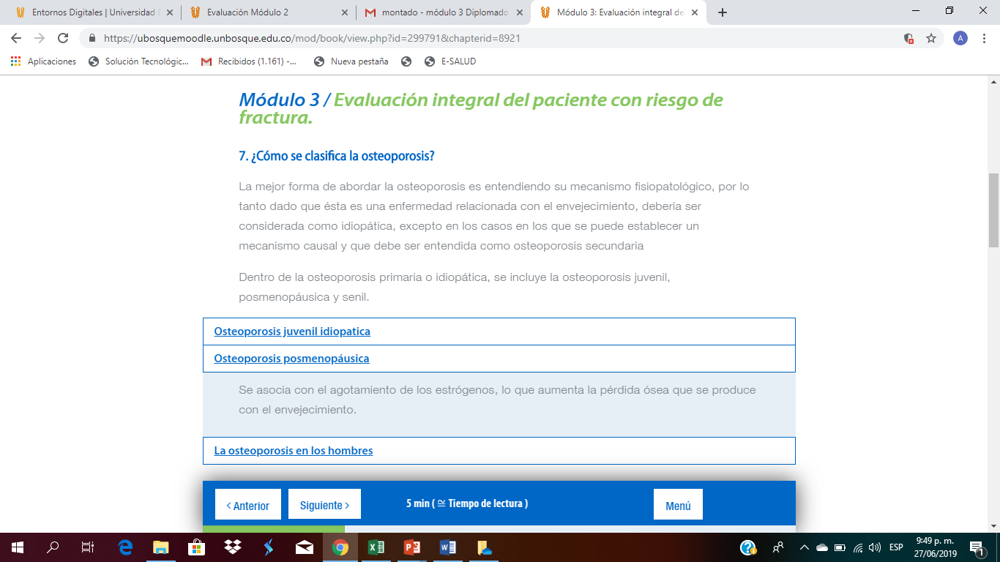 Entornos Digitales | Universidad E
Evaluación Módulo 2
montado - módulo 3 Diplomado
Módulo 3: Evaluación integral de
https://ubosquemoodle.unbosque.edu.co/mod/book/view.php?id=299791&chapterid=8921
A
Aplicaciones
Solución Tecnológic...
Recibidos (1.161) -...
Nueva pestaña
E-SALUD
Módulo 3 / Evaluación integral del paciente con riesgo de
fractura.
7. ¿Cómo se clasifica la osteoporosis?
La mejor forma de abordar la osteoporosis es entendiendo su mecanismo fisiopatológico, por lo
tanto dado que ésta es una enfermedad relacionada con el envejecimiento, debería ser
considerada como idiopática, excepto en los casos en los que se puede establecer un
mecanismo causal y que debe ser entendida como osteoporosis secundaria
Dentro de la osteoporosis primaria o idiopática, se incluye la osteoporosis juvenil,
posmenopáusica y senil.
Osteoporosis juvenil idiopatica
Osteoporosis posmenopáusica
Se asocia con el agotamiento de los estrógenos, lo que aumenta la pérdida ósea que se produce
con el envejecimiento.
La osteoporosis en los hombres
< Anterior
Siguiente >
5 min ( ≅ Tiempo de lectura )
Menú
ESP
9:49 p. m.
27/06/2019
1